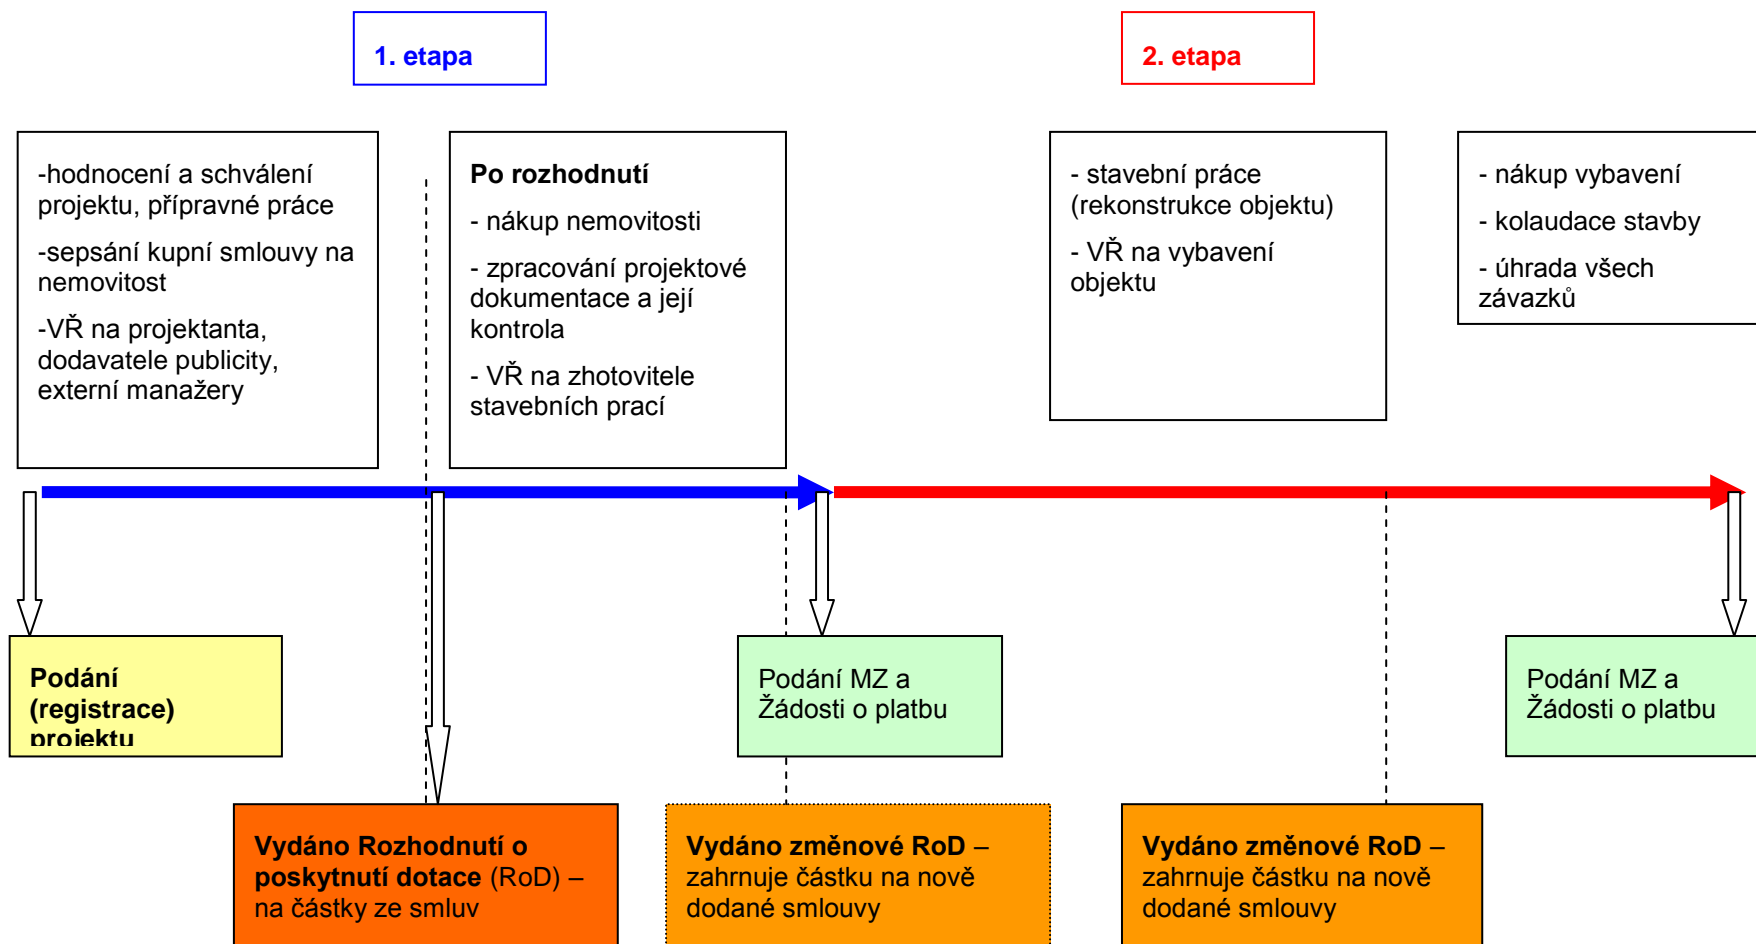 1. etapa
2. etapa
-hodnocení a schválení
projektu, přípravné práce
-sepsání kupní smlouvy na
nemovitost
-VŘ na projektanta,
dodavatele publicity,
externí manažery
Po rozhodnutí
- nákup nemovitosti
- zpracování projektové
dokumentace a její
kontrola
- VŘ na zhotovitele
stavebních prací
- stavební práce
(rekonstrukce objektu)
- VŘ na vybavení
objektu
- nákup vybavení
- kolaudace stavby
- úhrada všech
závazků
Podání
(registrace)
projektu
Podání MZ a
Žádosti o platbu
Podání MZ a
Žádosti o platbu
Vydáno Rozhodnutí o
poskytnutí dotace (RoD) –
na částky ze smluv
Vydáno změnové RoD –
zahrnuje částku na nově
dodané smlouvy
Vydáno změnové RoD –
zahrnuje částku na nově
dodané smlouvy